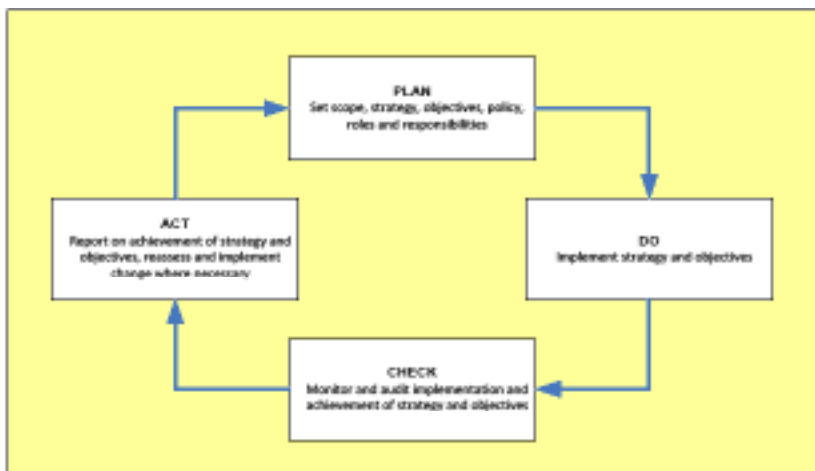 PLAN
Set scope, strategy, objectives, policy,
roles and responsibilities
ACT
Report on achievement of strategy and
objectives, reassess and implement
change where necessary
DO
Implement strategy and objectives
CHECK
Monitor and audit implementation and
achievement of strategy and objectives